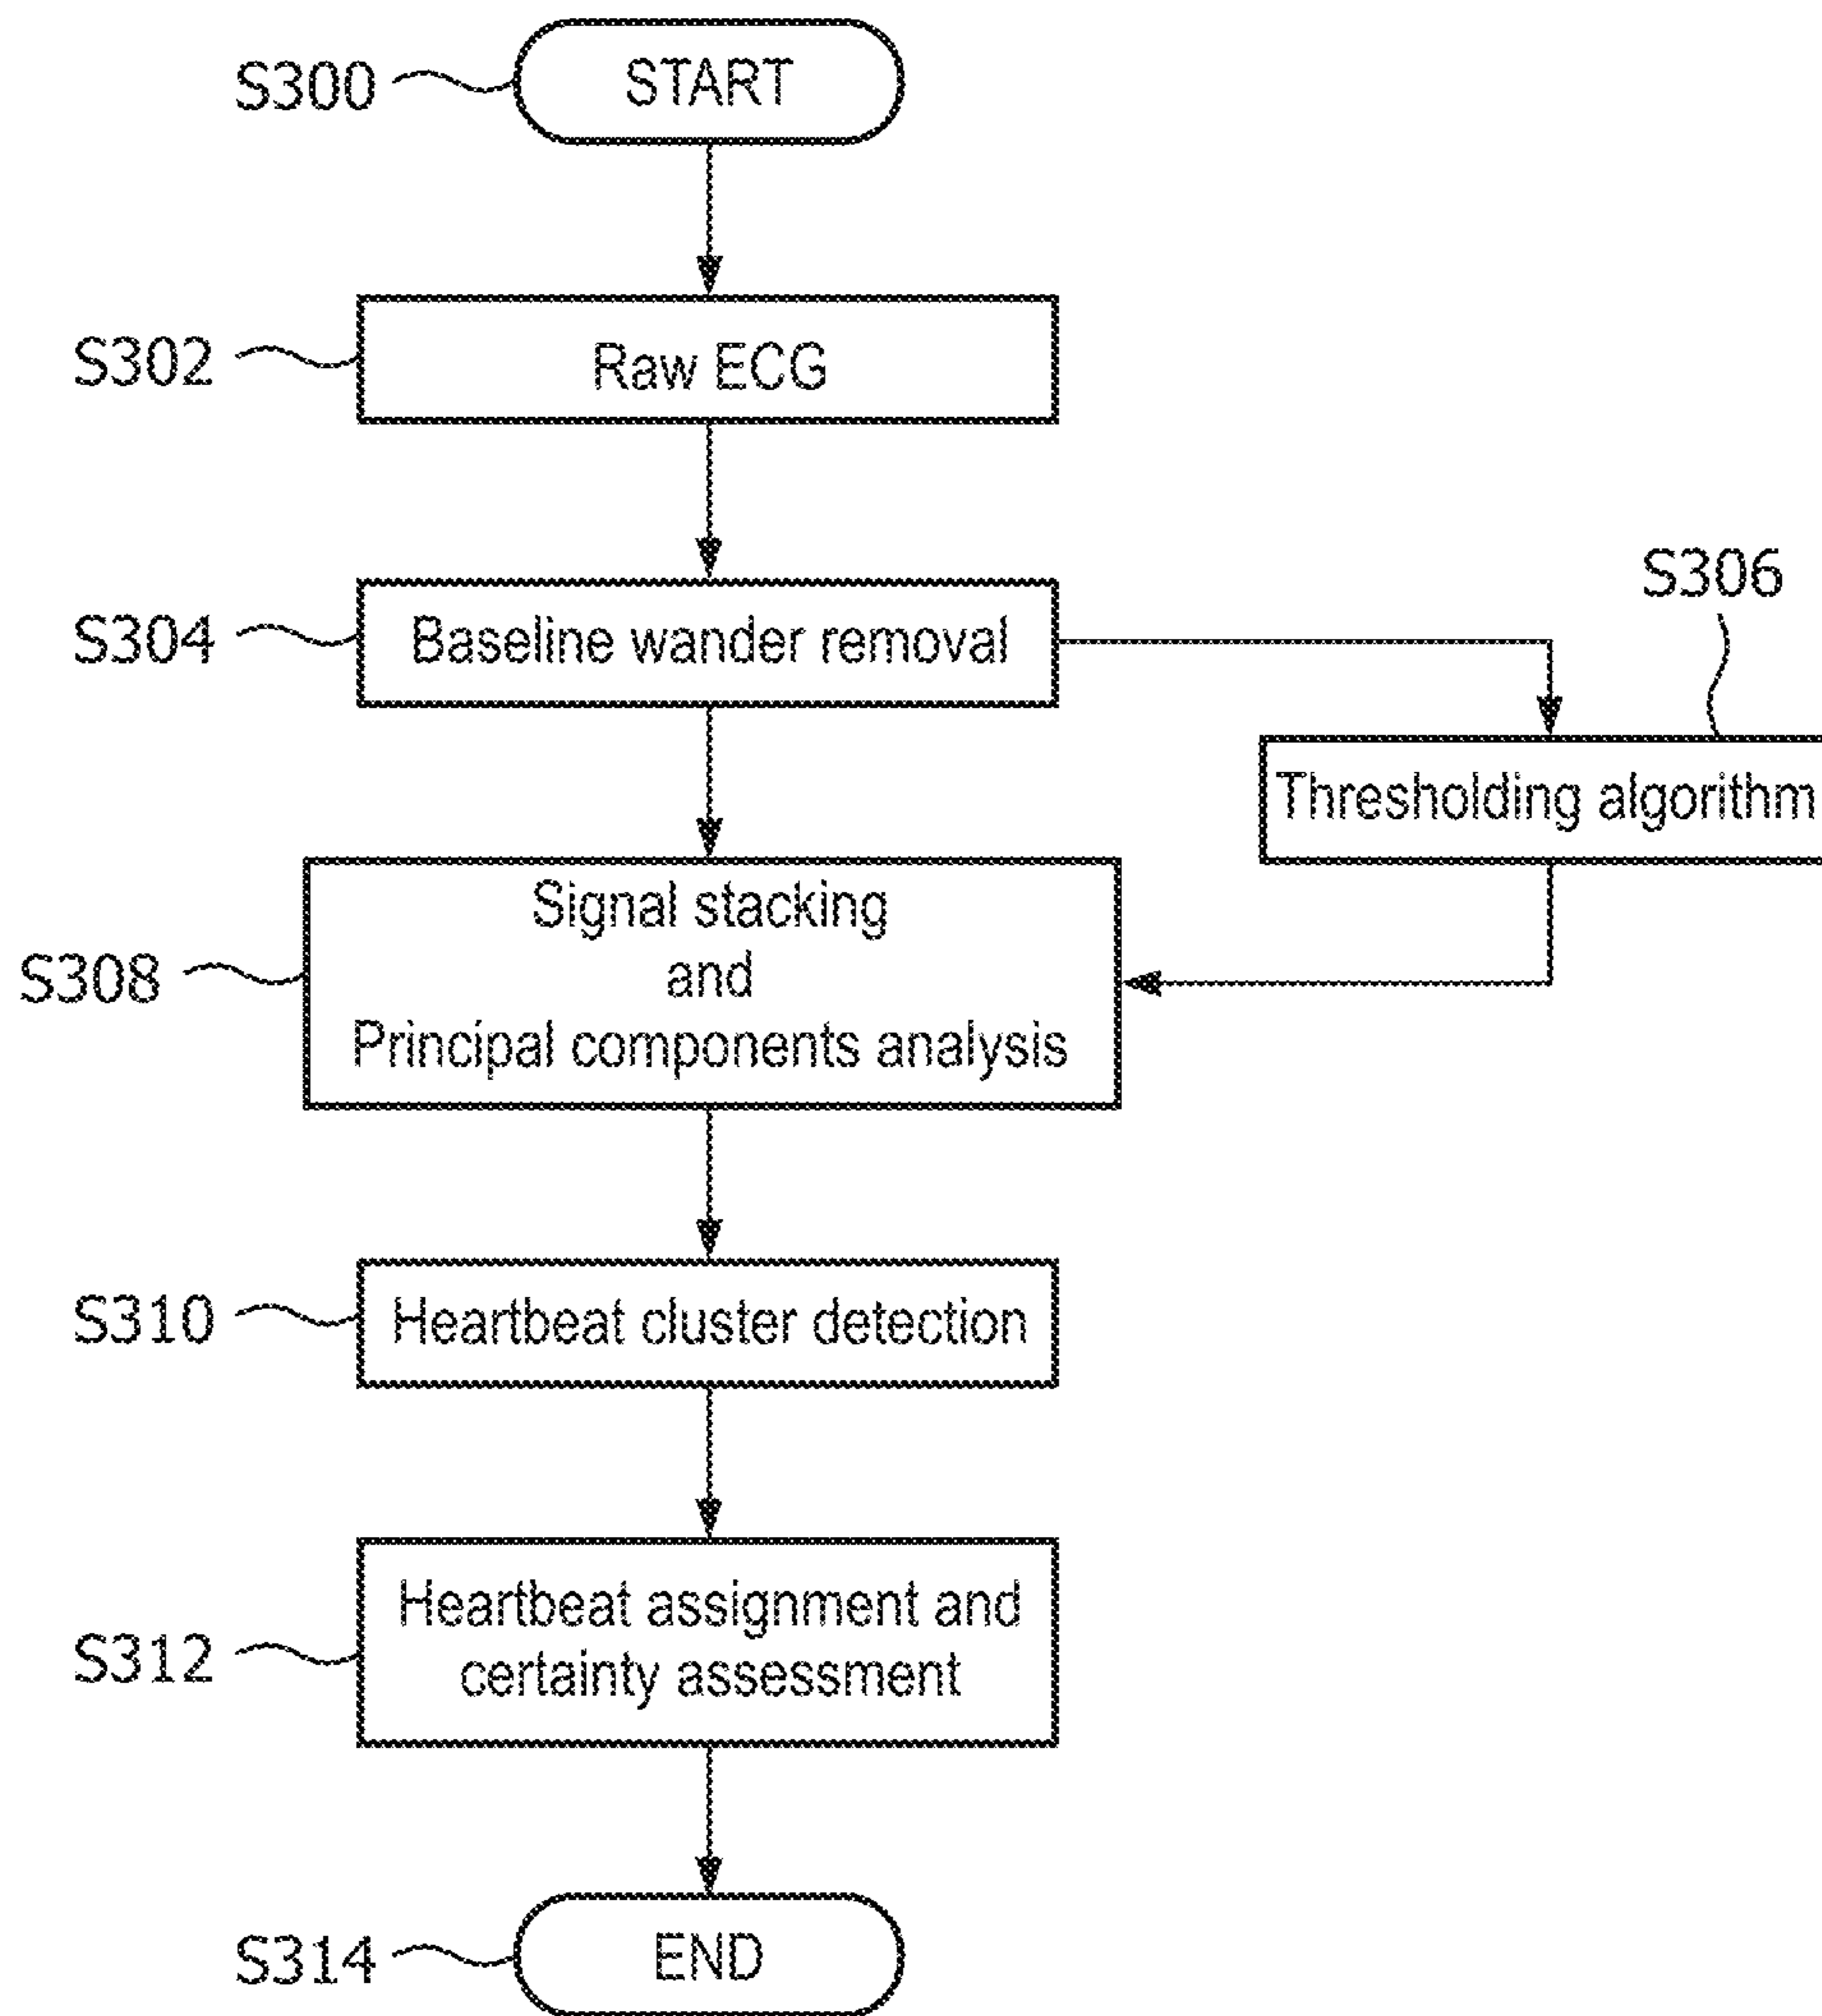 S300
START
S302
Raw ECG
S304
Baseline wander removal
S306
Thresholding algorithm
S308
Signal stacking
and
Principal components analysis
S310
Heartbeat cluster detection
S312
Heartbeat assignment and
certainty assessment
S314
END